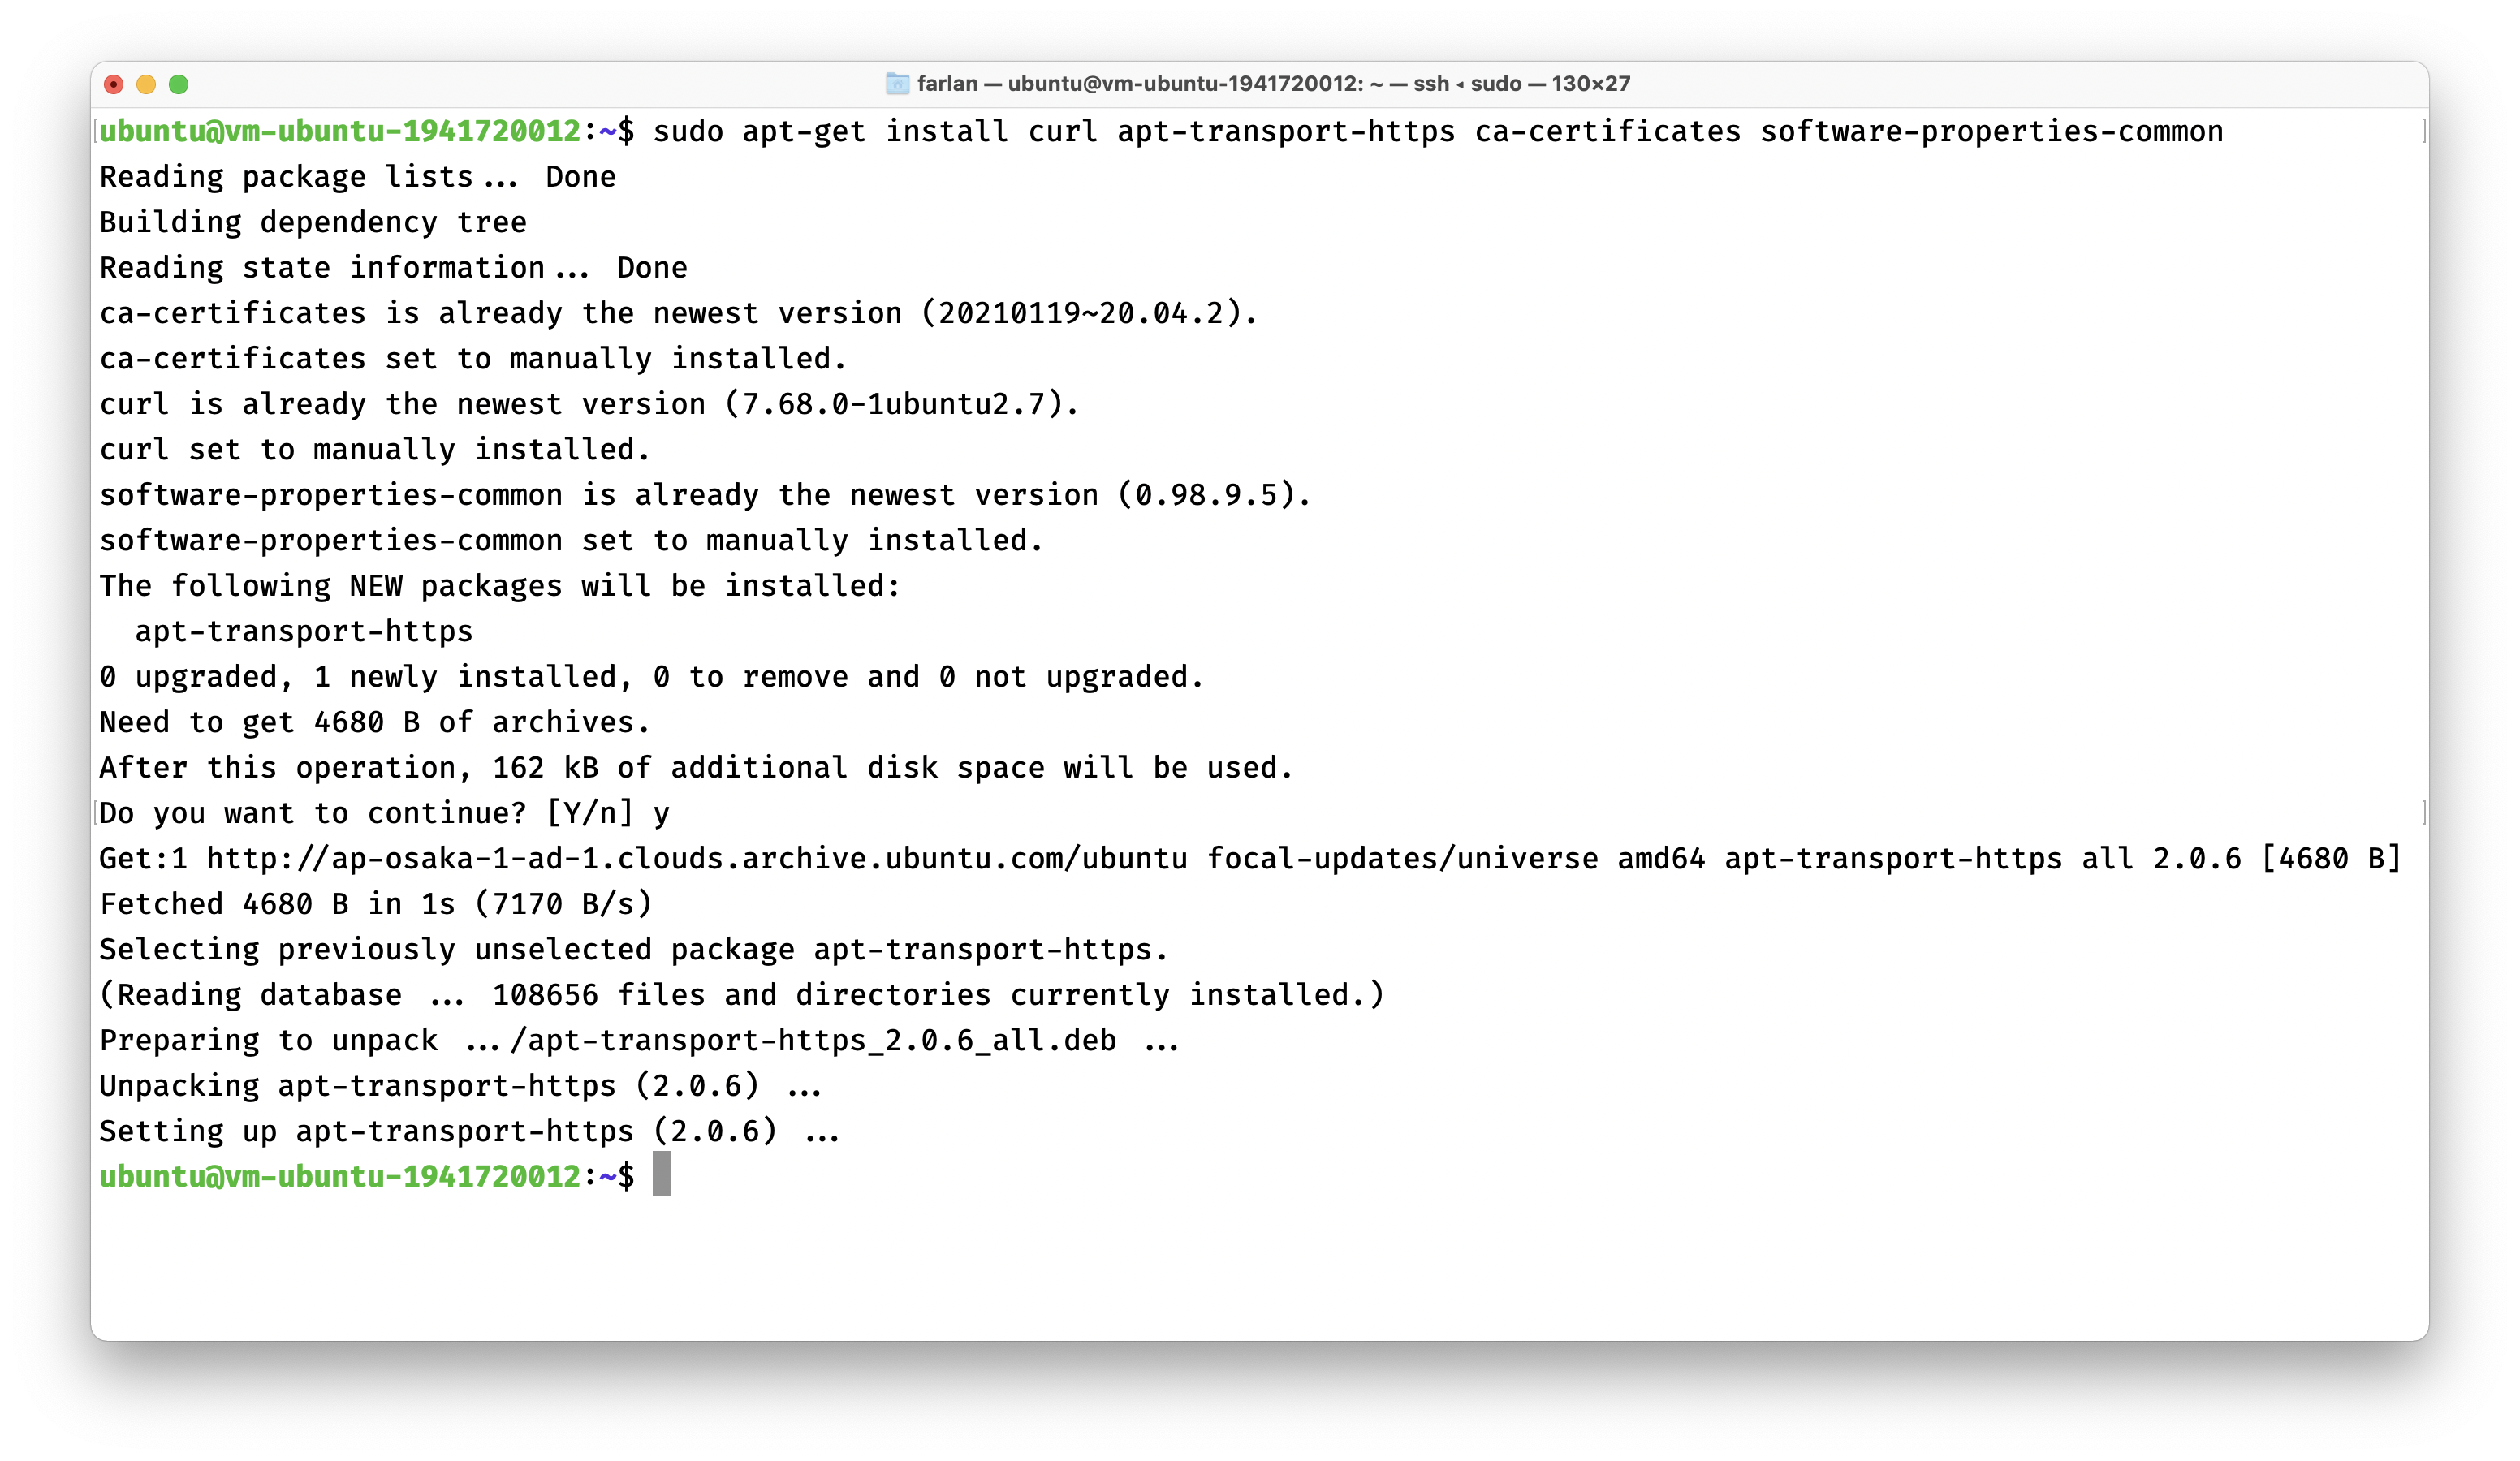 farlan — ubuntu@vm-ubuntu-1941720012: ~ — ssh ◂ sudo — 130×27
ubuntu@vm-ubuntu-1941720012:~$ sudo apt-get install curl apt-transport-https ca-certificates software-properties-common
Reading package lists... Done
Building dependency tree
Reading state information... Done
ca-certificates is already the newest version (20210119~20.04.2).
ca-certificates set to manually installed.
curl is already the newest version (7.68.0-1ubuntu2.7).
curl set to manually installed.
software-properties-common is already the newest version (0.98.9.5).
software-properties-common set to manually installed.
The following NEW packages will be installed:
  apt-transport-https
0 upgraded, 1 newly installed, 0 to remove and 0 not upgraded.
Need to get 4680 B of archives.
After this operation, 162 kB of additional disk space will be used.
Do you want to continue? [Y/n] y
Get:1 http://ap-osaka-1-ad-1.clouds.archive.ubuntu.com/ubuntu focal-updates/universe amd64 apt-transport-https all 2.0.6 [4680 B]
Fetched 4680 B in 1s (7170 B/s)
Selecting previously unselected package apt-transport-https.
(Reading database ... 108656 files and directories currently installed.)
Preparing to unpack .../apt-transport-https_2.0.6_all.deb ...
Unpacking apt-transport-https (2.0.6) ...
Setting up apt-transport-https (2.0.6) ...
ubuntu@vm-ubuntu-1941720012:~$